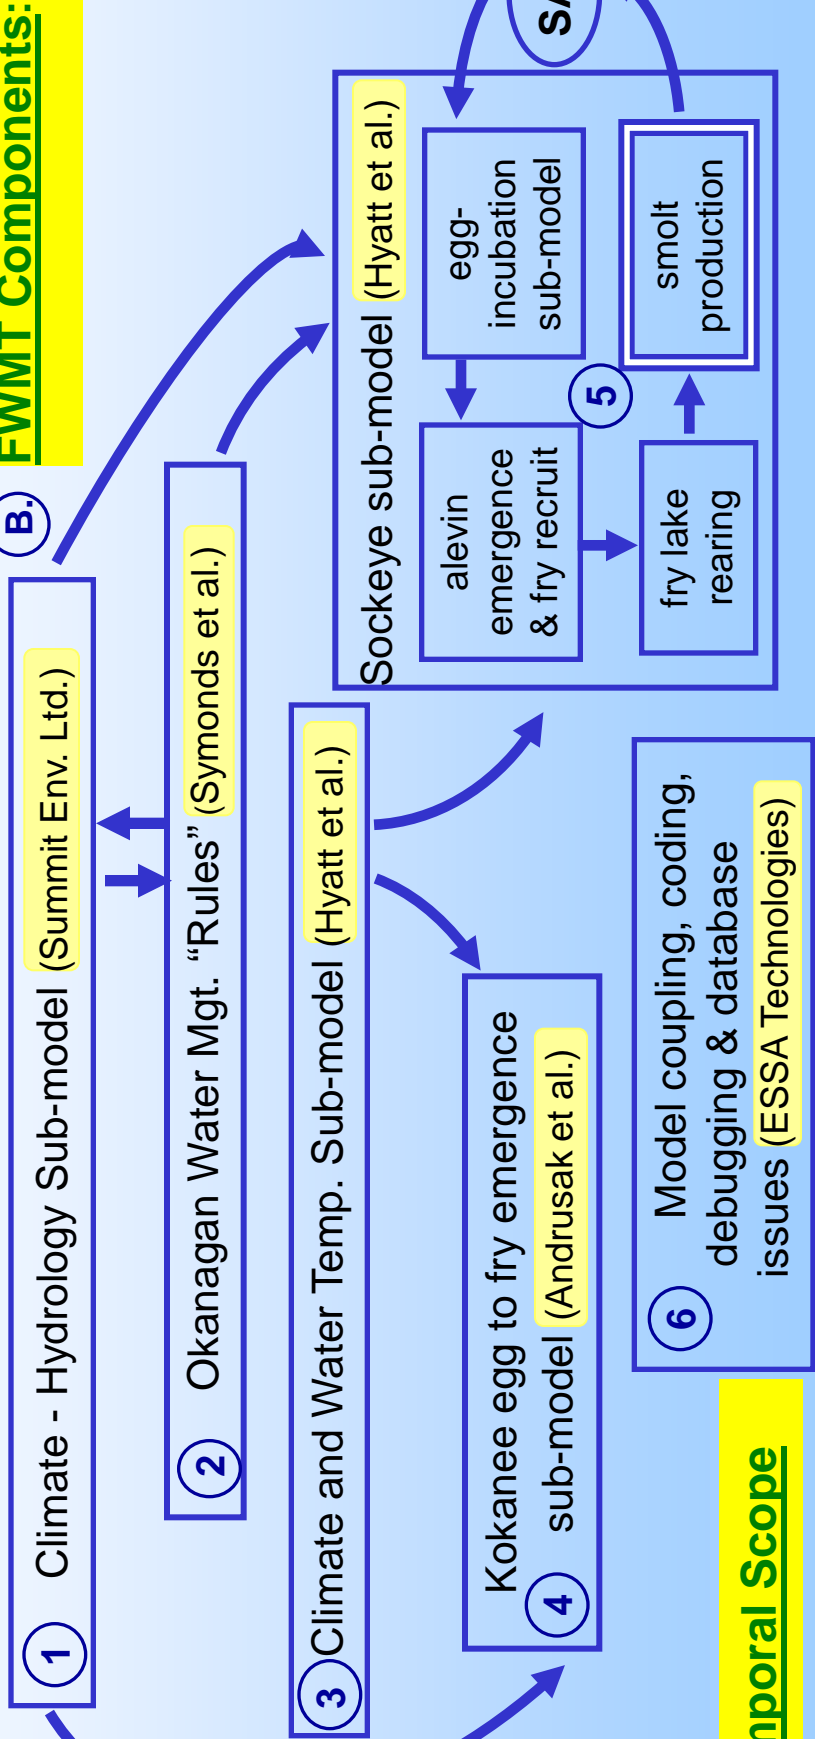 FWMT Components:
B.
1 Climate - Hydrology Sub-model (Summit Env. Ltd.)
2 Okanagan Water Mgt. “Rules” (Symonds et al.)
3 Climate and Water Temp. Sub-model (Hyatt et al.)
Kokanee egg to fry emergence
4 sub-model (Andrusak et al.)
Sockeye sub-model (Hyatt et al.)
egg-
incubation
sub-model
alevin
emergence
& fry recruit
5
fry lake
rearing
smolt
production
6 Model coupling, coding,
debugging & database
issues (ESSA Technologies)
Scope